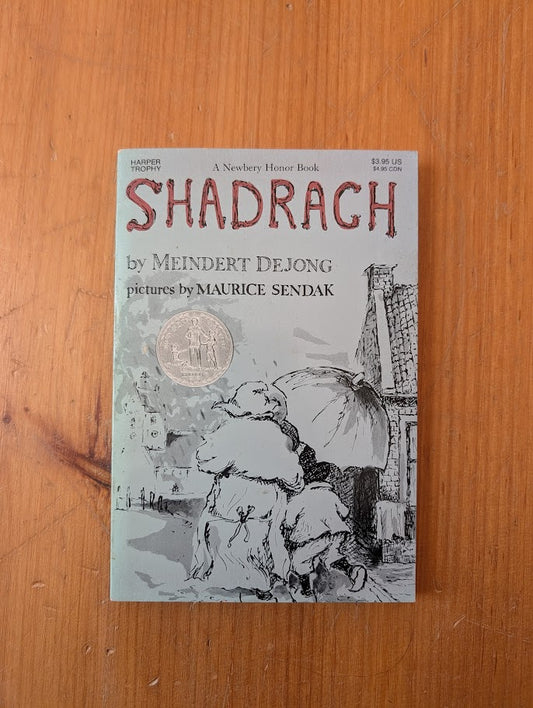 HARPER
TROPHY
A Newbery Honor Book
$3.95 US
$4.95 CDN
SHADRACH
by MEINDERT DEJONG
pictures by MAURICE SENDAK